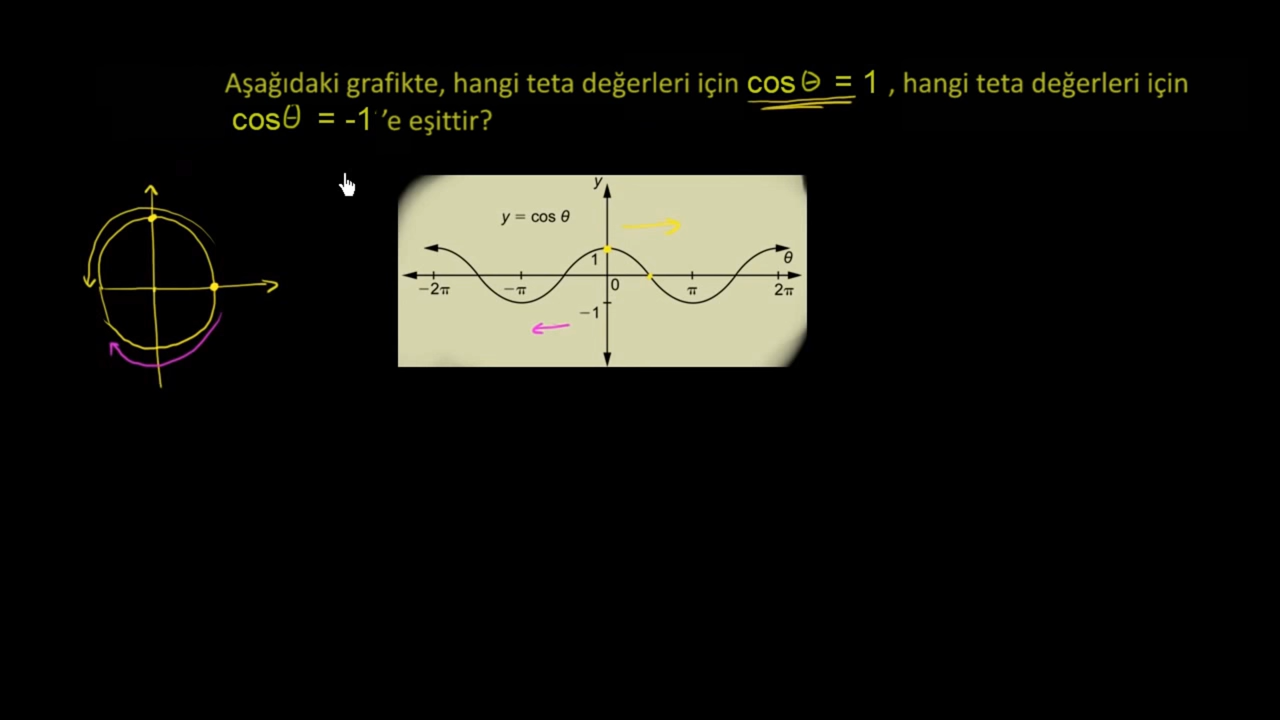 Aşağıdaki grafikte, hangi teta değerleri için cos θ = 1 , hangi teta değerleri için
cosθ = -1 'e eşittir?
y
y = cos θ
1
θ
−2π
−π
0
π
2π
−1